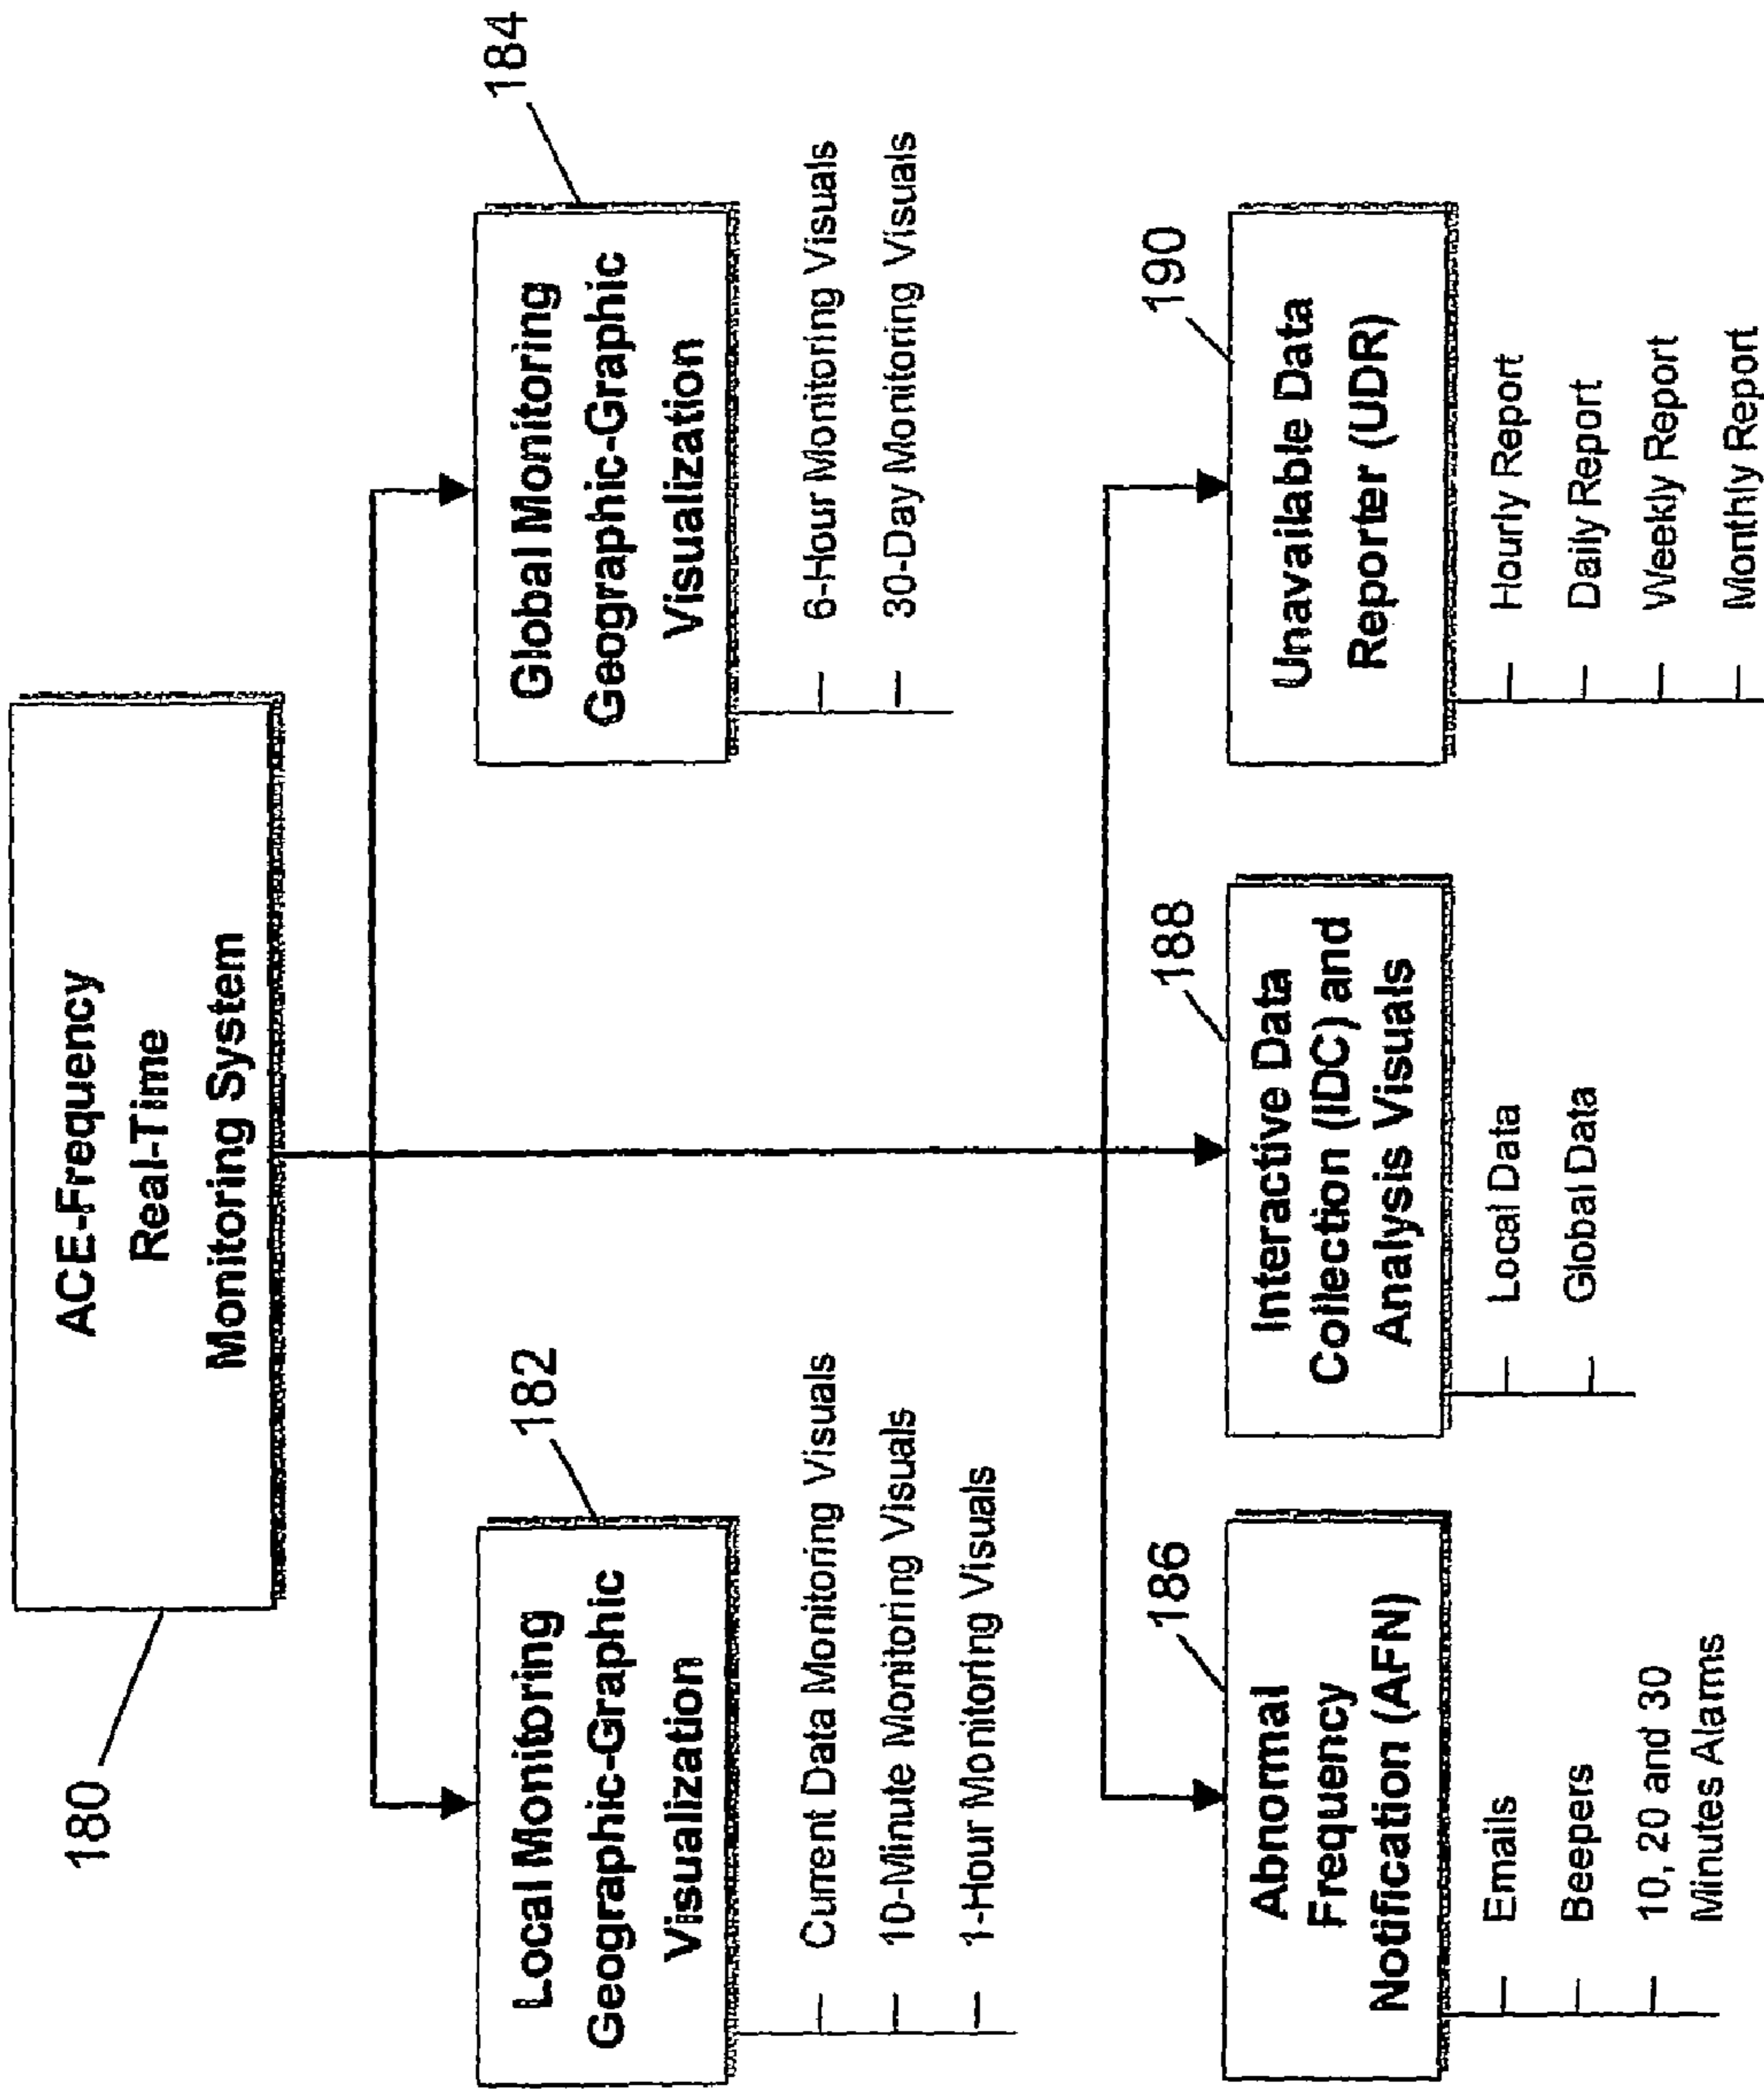 180
ACE-Frequency
Real-Time
Monitoring System
182
Local Monitoring
Geographic-Graphic
Visualization
Current Data Monitoring Visuals
10-Minute Monitoring Visuals
1-Hour Monitoring Visuals
184
Global Monitoring
Geographic-Graphic
Visualization
6-Hour Monitoring Visuals
30-Day Monitoring Visuals
186
Abnormal
Frequency
Notification (AFN)
Emails
Beepers
10, 20 and 30
Minutes Alarms
188
Interactive Data
Collection (IDC) and
Analysis Visuals
Local Data
Global Data
190
Unavailable Data
Reporter (UDR)
Hourly Report
Daily Report
Weekly Report
Monthly Report